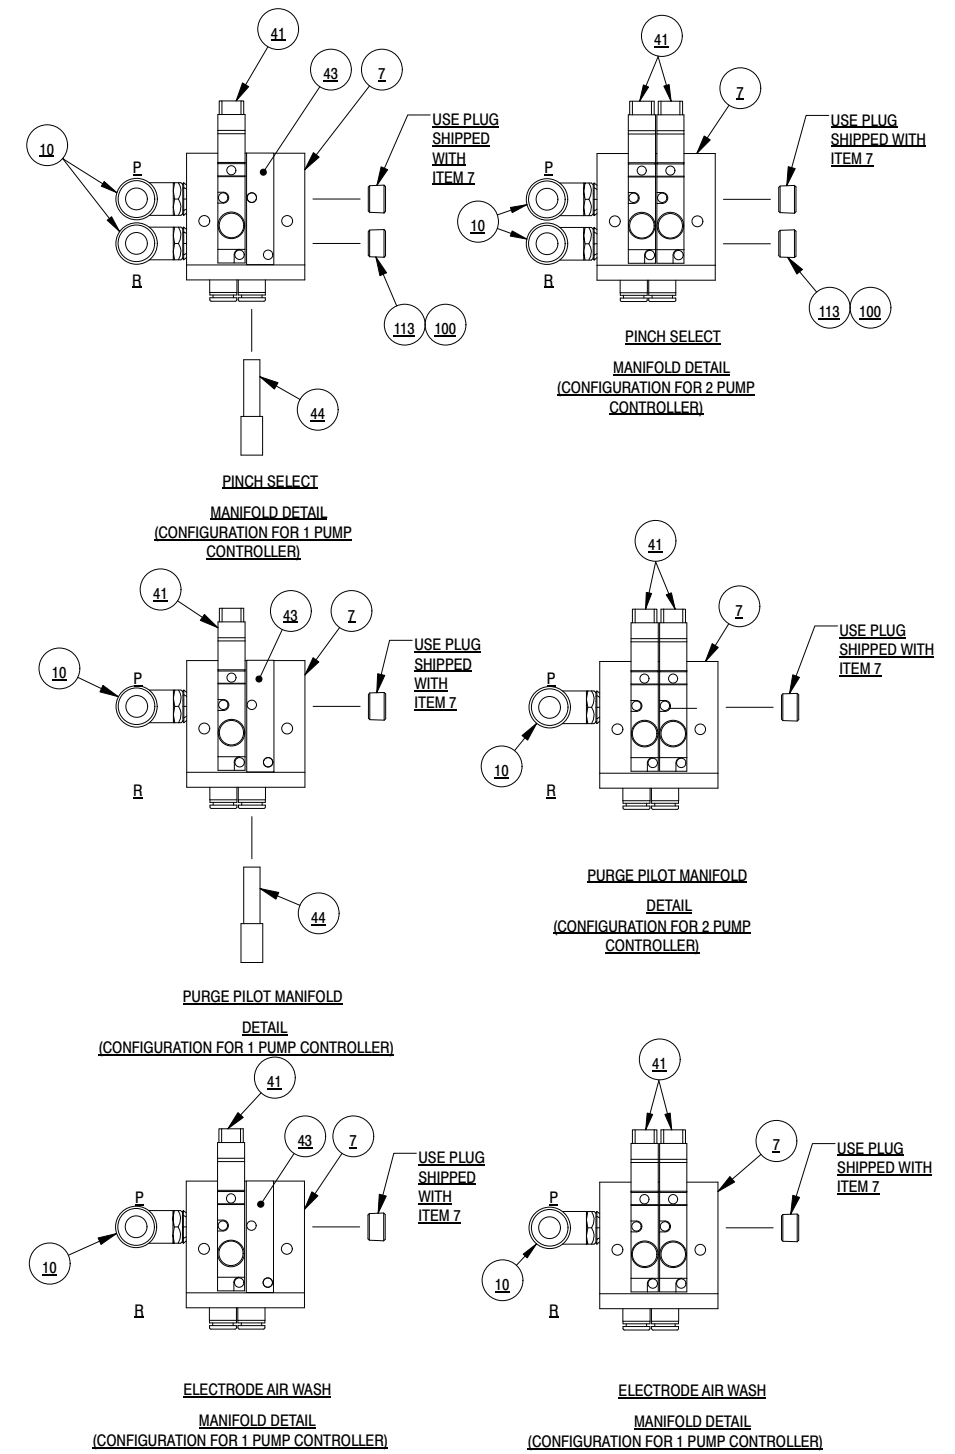 41
43
7
10
P
R
USE PLUG
SHIPPED
WITH
ITEM 7
113
100
44
PINCH SELECT
MANIFOLD DETAIL
(CONFIGURATION FOR 1 PUMP
CONTROLLER)
41
7
10
P
R
USE PLUG
SHIPPED WITH
ITEM 7
113
100
PINCH SELECT
MANIFOLD DETAIL
(CONFIGURATION FOR 2 PUMP
CONTROLLER)
41
43
7
10
P
R
USE PLUG
SHIPPED
WITH
ITEM 7
44
PURGE PILOT MANIFOLD
DETAIL
(CONFIGURATION FOR 1 PUMP CONTROLLER)
41
7
P
10
R
USE PLUG
SHIPPED WITH
ITEM 7
PURGE PILOT MANIFOLD
DETAIL
(CONFIGURATION FOR 2 PUMP
CONTROLLER)
41
43
7
P
10
R
USE PLUG
SHIPPED
WITH
ITEM 7
ELECTRODE AIR WASH
MANIFOLD DETAIL
(CONFIGURATION FOR 1 PUMP CONTROLLER)
41
7
P
10
R
USE PLUG
SHIPPED WITH
ITEM 7
ELECTRODE AIR WASH
MANIFOLD DETAIL
(CONFIGURATION FOR 1 PUMP CONTROLLER)